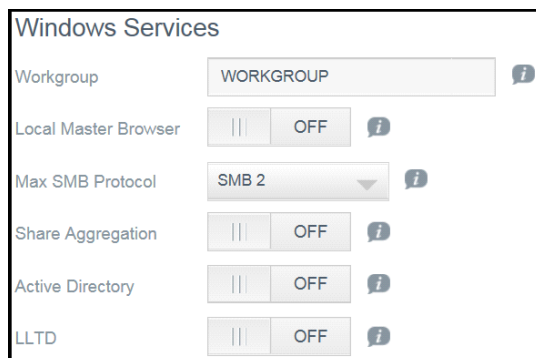 Windows Services
Workgroup WORKGROUP
Local Master Browser OFF
Max SMB Protocol SMB 2
Share Aggregation OFF
Active Directory OFF
LLTD OFF